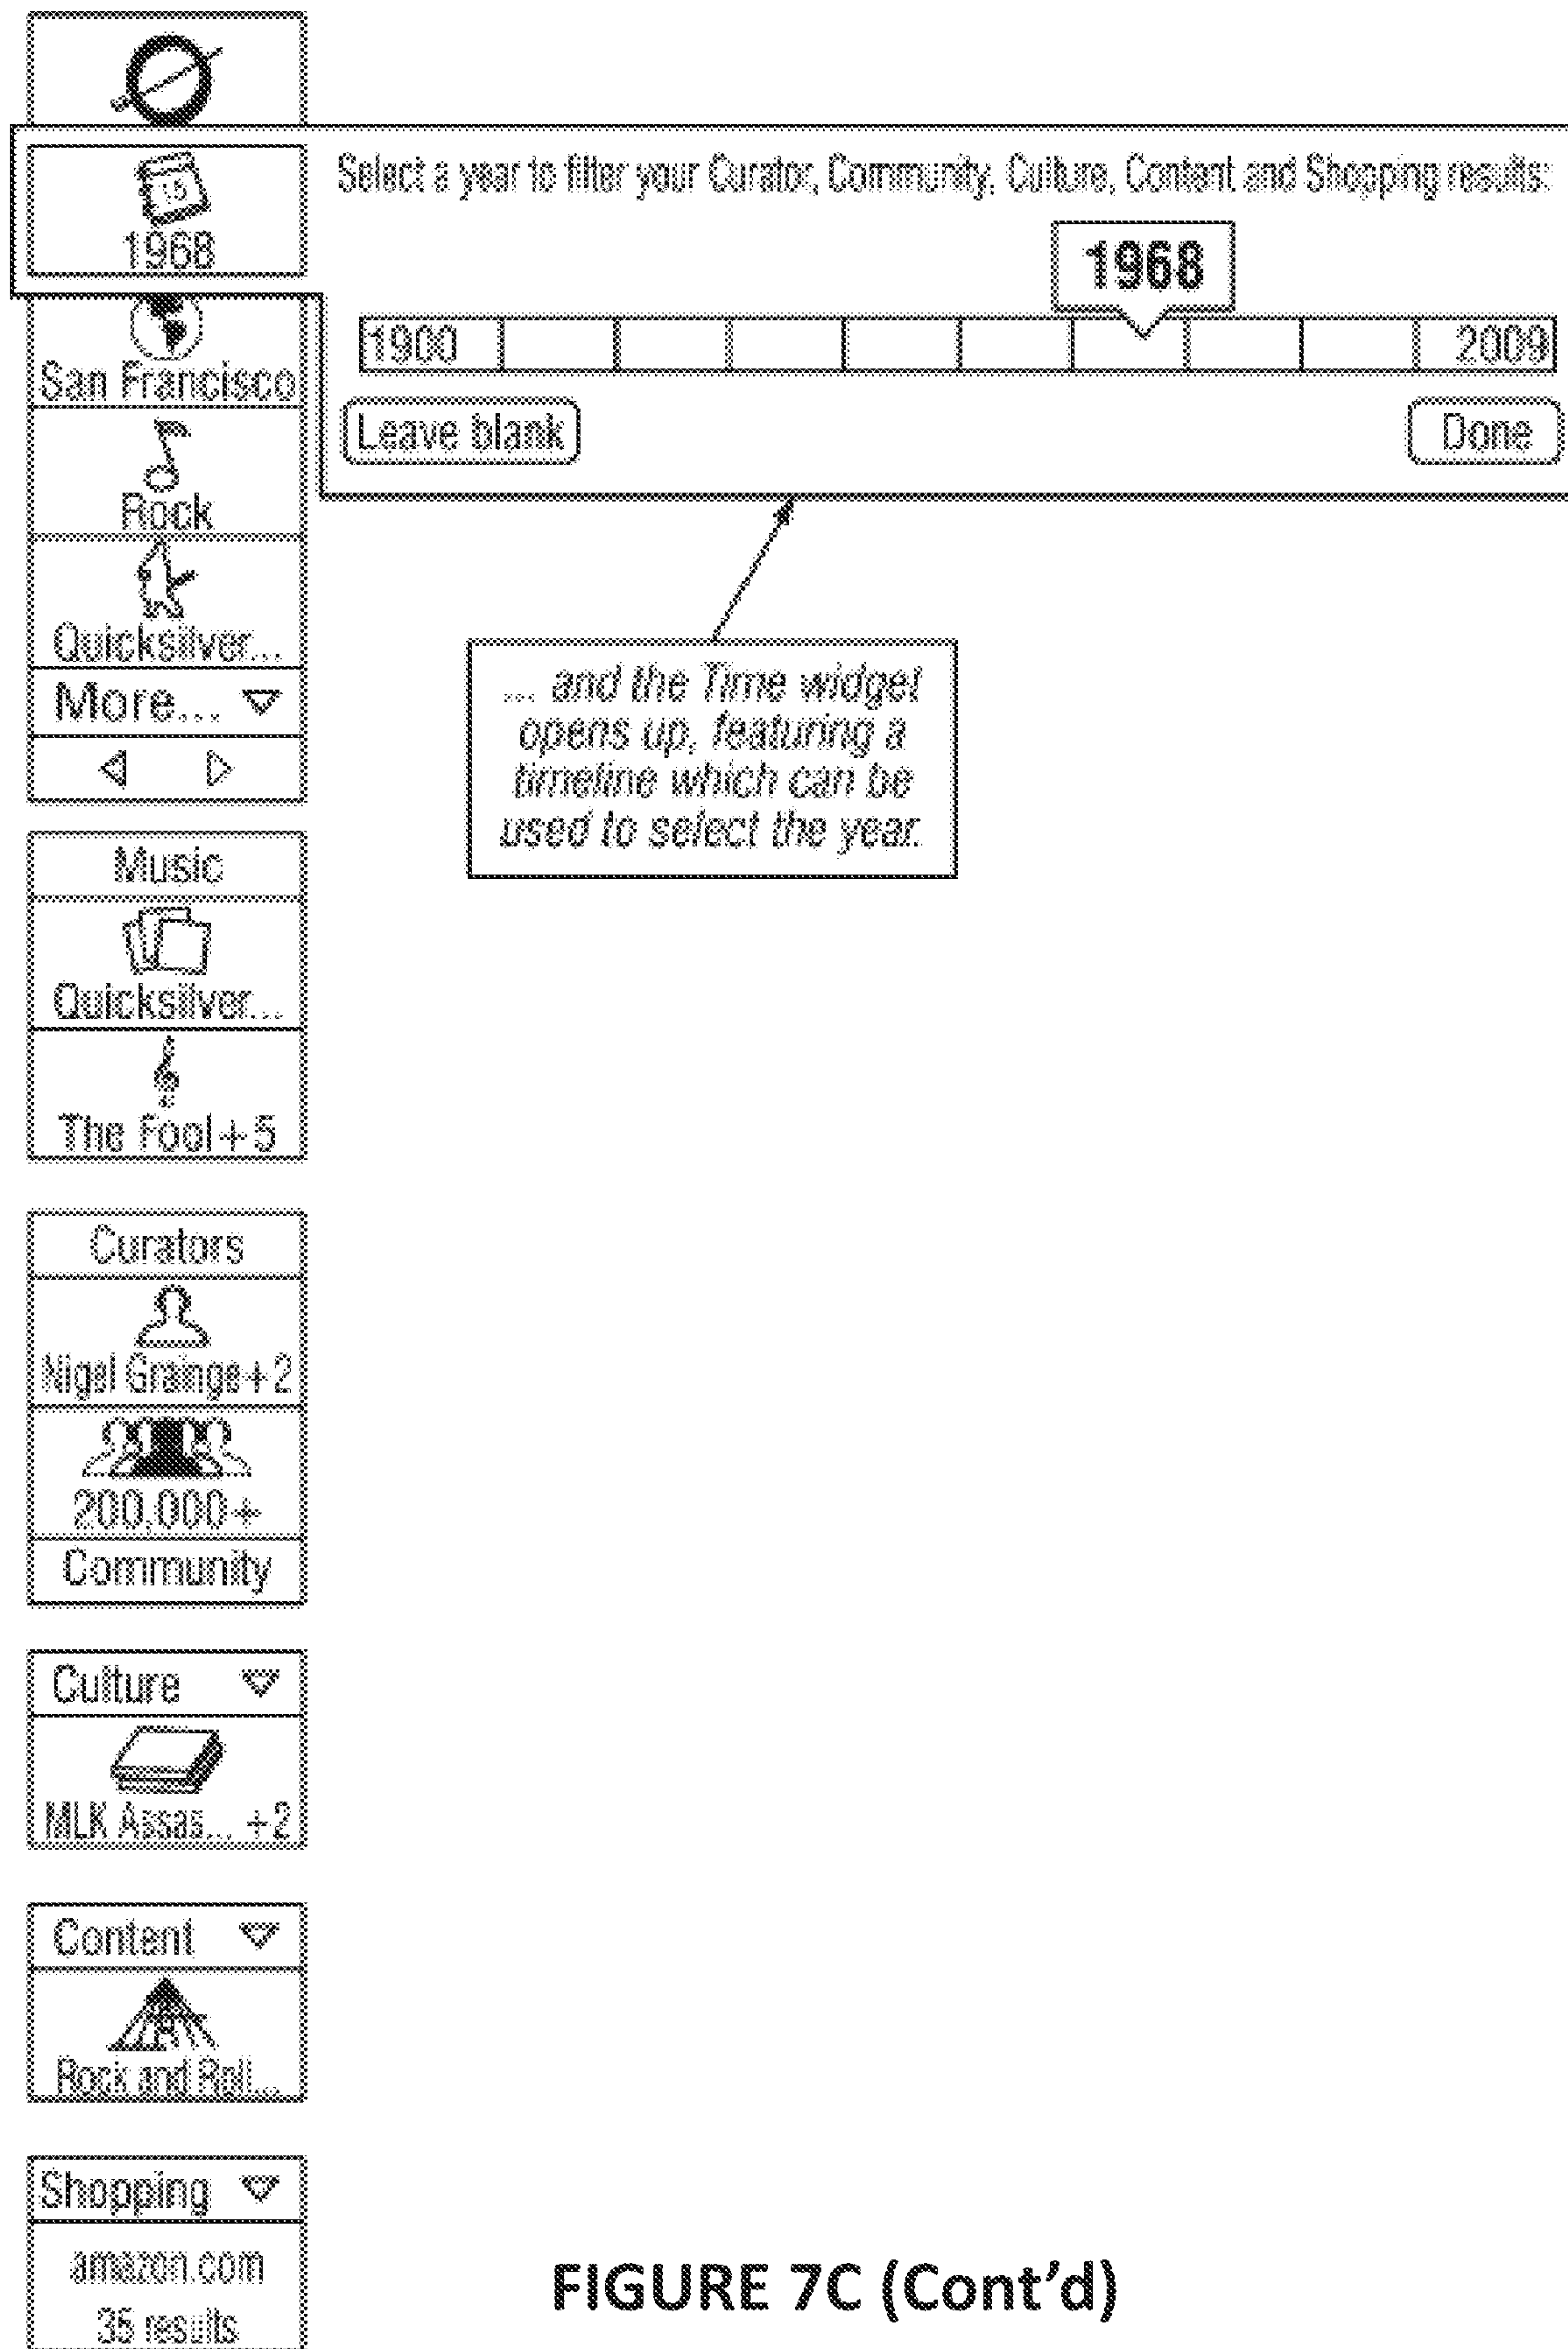 15
1968
Select a year to filter your Curator, Community, Culture, Content and Shopping results:
1968
1900
2009
Leave blank
Done
San Francisco
Rock
Quicksilver...
More...
... and the Time widget
opens up, featuring a
timeline which can be
used to select the year.
Music
Quicksilver...
The Fool+5
Curators
Nigel Grainge+2
200,000+
Community
Culture
MLK Assas... +2
Content
Rock and Roll...
Shopping
amazon.com
35 results
FIGURE 7C (Cont'd)